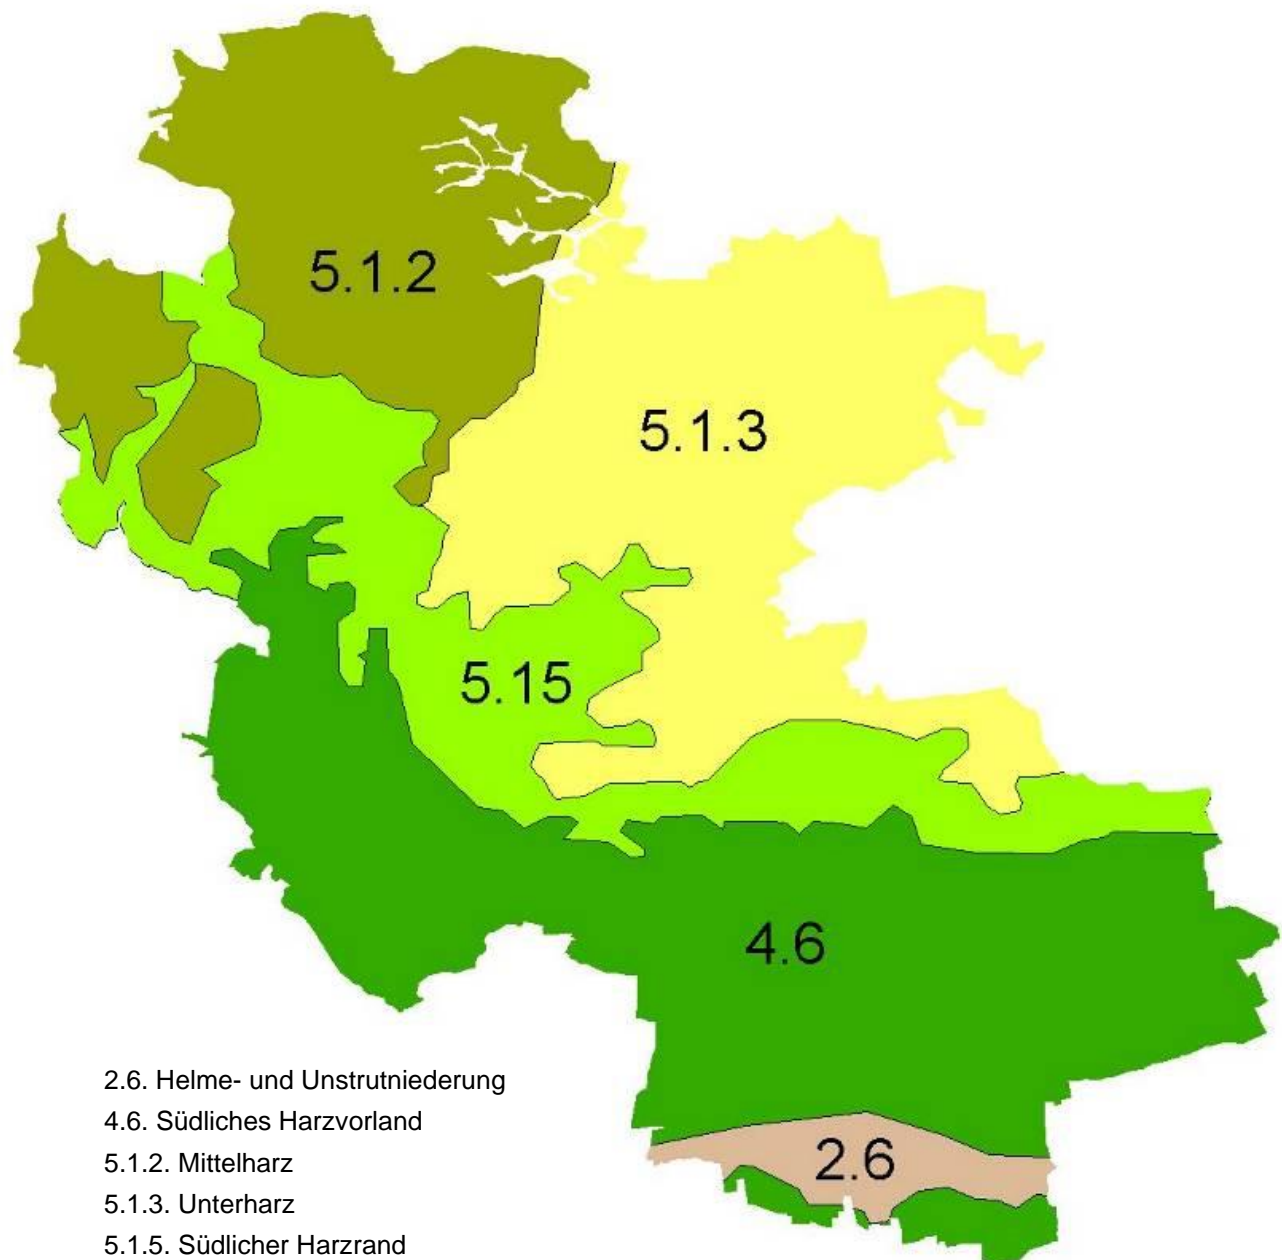 5.1.2
5.1.3
5.15
4.6
2.6
2.6. Helme- und Unstrutniederung
4.6. Südliches Harzvorland
5.1.2. Mittelharz
5.1.3. Unterharz
5.1.5. Südlicher Harzrand